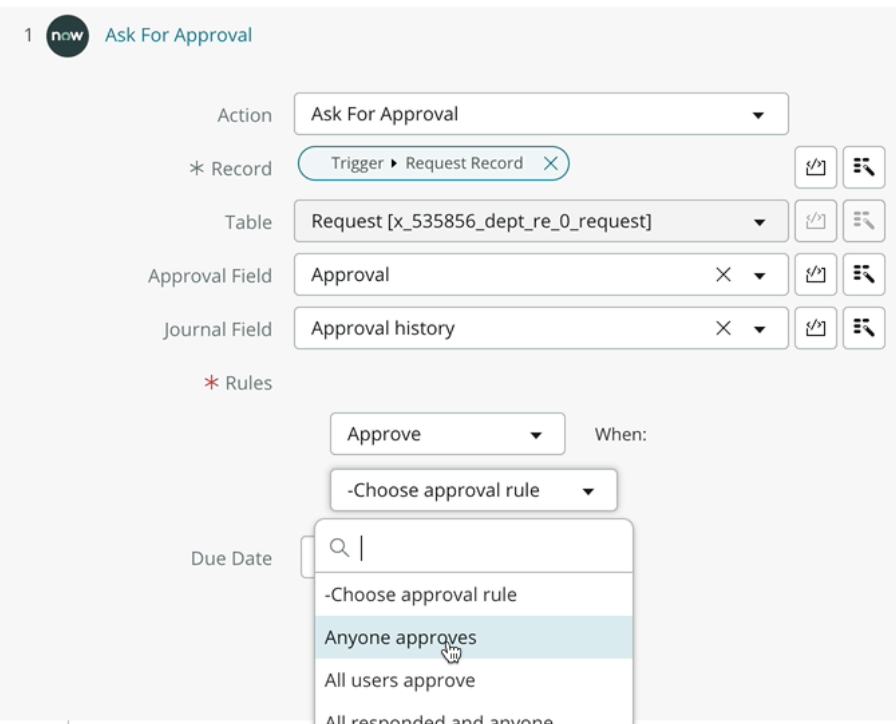 1 now Ask For Approval
Action Ask For Approval
* Record Trigger ▸ Request Record
Table Request [x_535856_dept_re_0_request]
Approval Field Approval
Journal Field Approval history
* Rules
Approve When:
-Choose approval rule
Due Date
-Choose approval rule
Anyone approves
All users approve
All responded and anyone